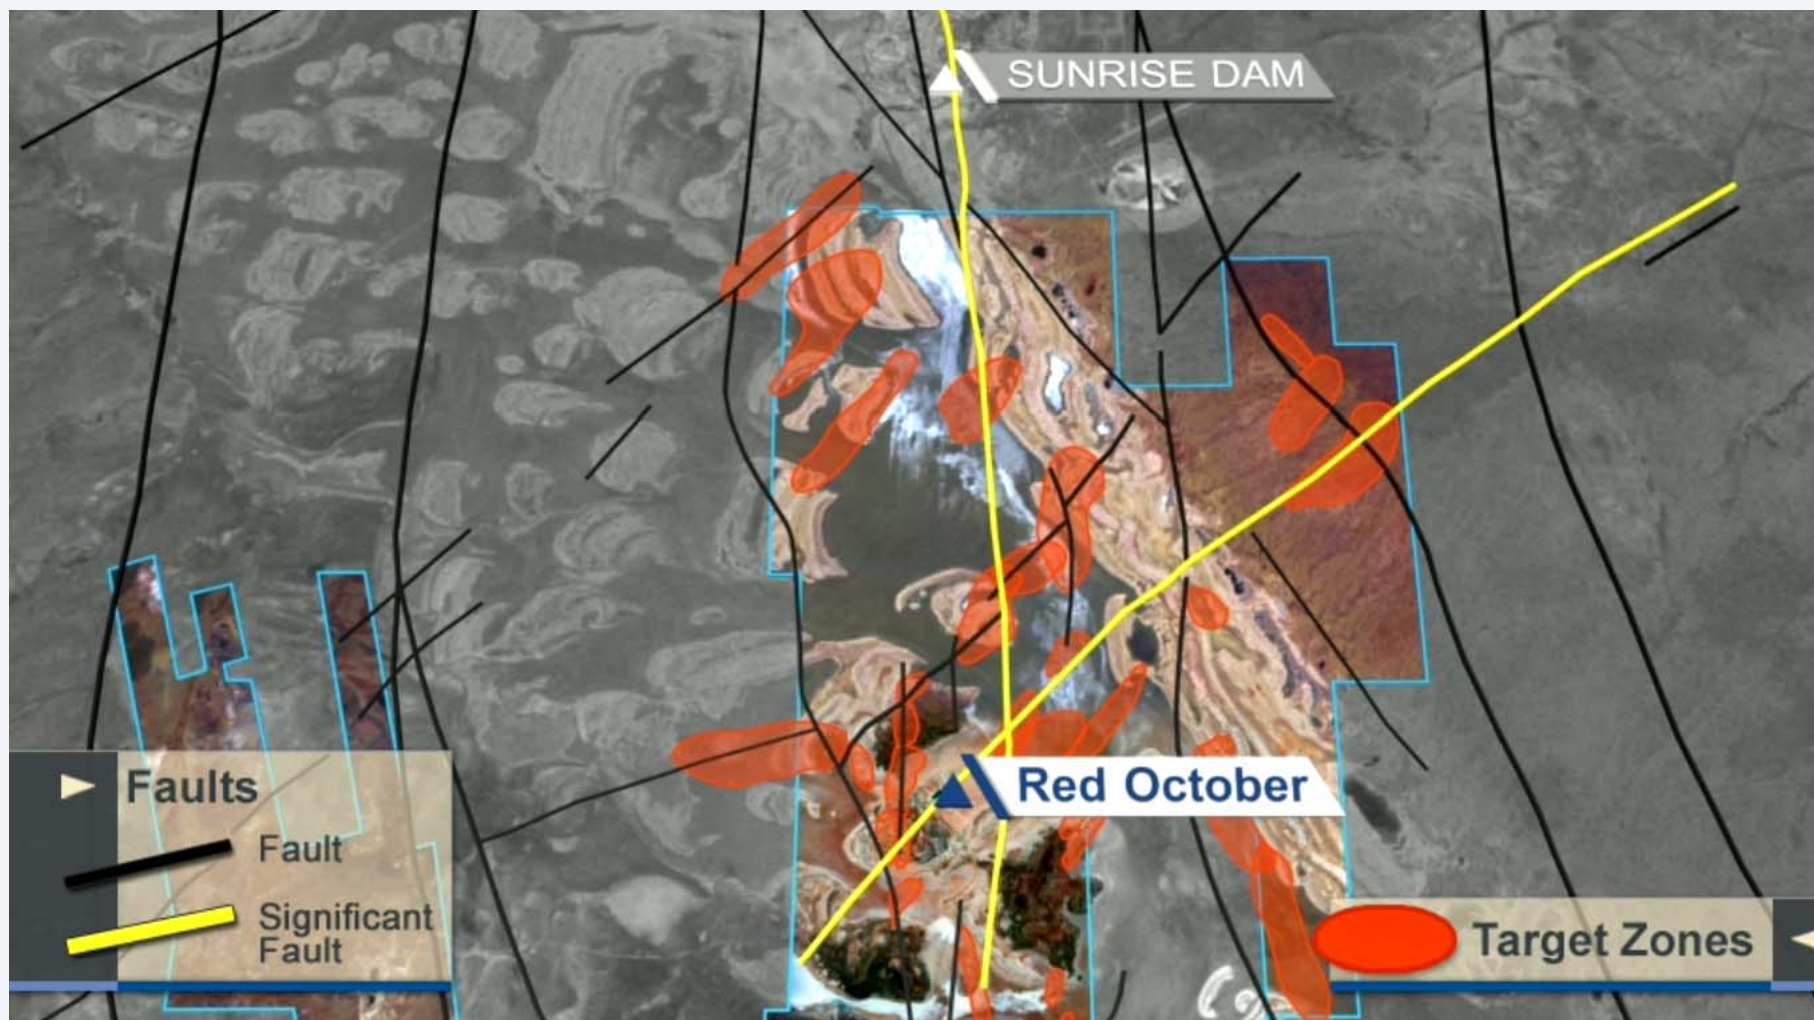 SUNRISE DAM
Red October
Faults
Fault
Significant
Fault
Target Zones